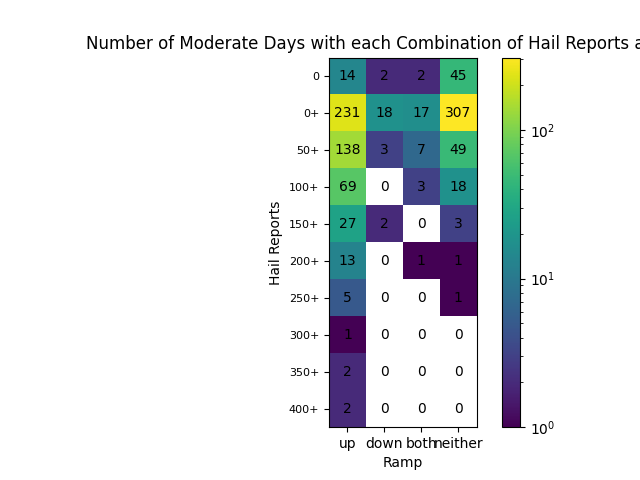 Number of Moderate Days with each Combination of Hail Reports a
0 14 2 2 45
0+ 231 18 17 307
50+ 138 3 7 49
100+ 69 0 3 18
150+ 27 2 0 3
200+ 13 0 1 1
250+ 5 0 0 1
300+ 1 0 0 0
350+ 2 0 0 0
400+ 2 0 0 0
up down both neither
Ramp
Hail Reports
10²
10¹
10⁰